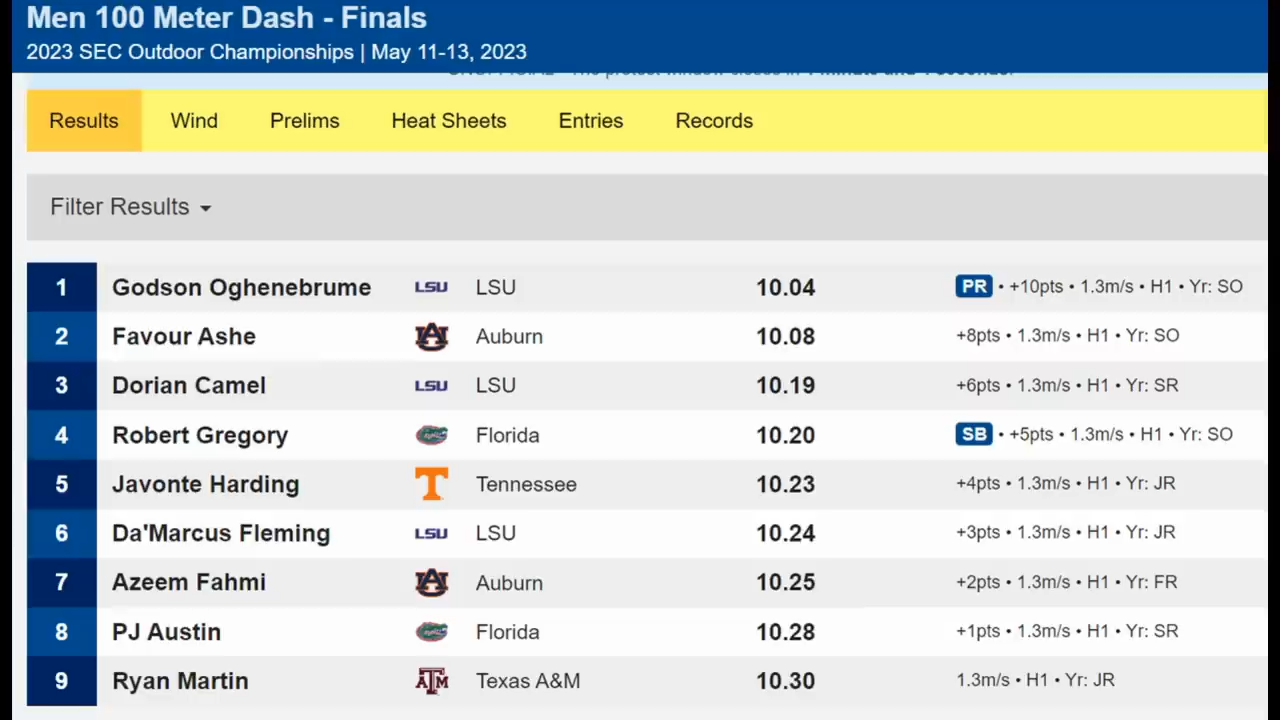 Men 100 Meter Dash - Finals
2023 SEC Outdoor Championships | May 11-13, 2023
Results Wind Prelims Heat Sheets Entries Records
Filter Results
1 Godson Oghenebrume LSU LSU 10.04 PR • +10pts • 1.3m/s • H1 • Yr: SO
2 Favour Ashe AU Auburn 10.08 +8pts • 1.3m/s • H1 • Yr: SO
3 Dorian Camel LSU LSU 10.19 +6pts • 1.3m/s • H1 • Yr: SR
4 Robert Gregory Florida 10.20 SB • +5pts • 1.3m/s • H1 • Yr: SO
5 Javonte Harding T Tennessee 10.23 +4pts • 1.3m/s • H1 • Yr: JR
6 Da'Marcus Fleming LSU LSU 10.24 +3pts • 1.3m/s • H1 • Yr: JR
7 Azeem Fahmi AU Auburn 10.25 +2pts • 1.3m/s • H1 • Yr: FR
8 PJ Austin Florida 10.28 +1pts • 1.3m/s • H1 • Yr: SR
9 Ryan Martin ATM Texas A&M 10.30 1.3m/s • H1 • Yr: JR